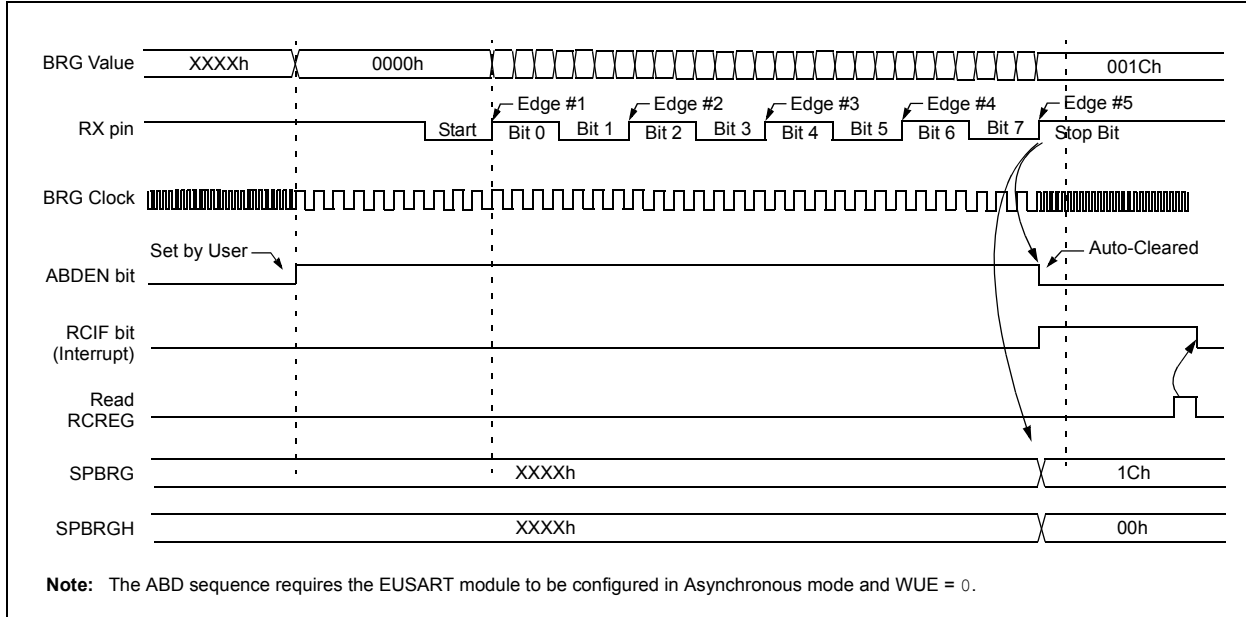 BRG Value XXXXh 0000h 001Ch
Edge #1 Edge #2 Edge #3 Edge #4 Edge #5
RX pin Start Bit 0 Bit 1 Bit 2 Bit 3 Bit 4 Bit 5 Bit 6 Bit 7 Stop Bit
BRG Clock
Set by User Auto-Cleared
ABDEN bit
RCIF bit
(Interrupt)
Read
RCREG
SPBRG XXXXh 1Ch
SPBRGH XXXXh 00h
Note: The ABD sequence requires the EUSART module to be configured in Asynchronous mode and WUE = 0.